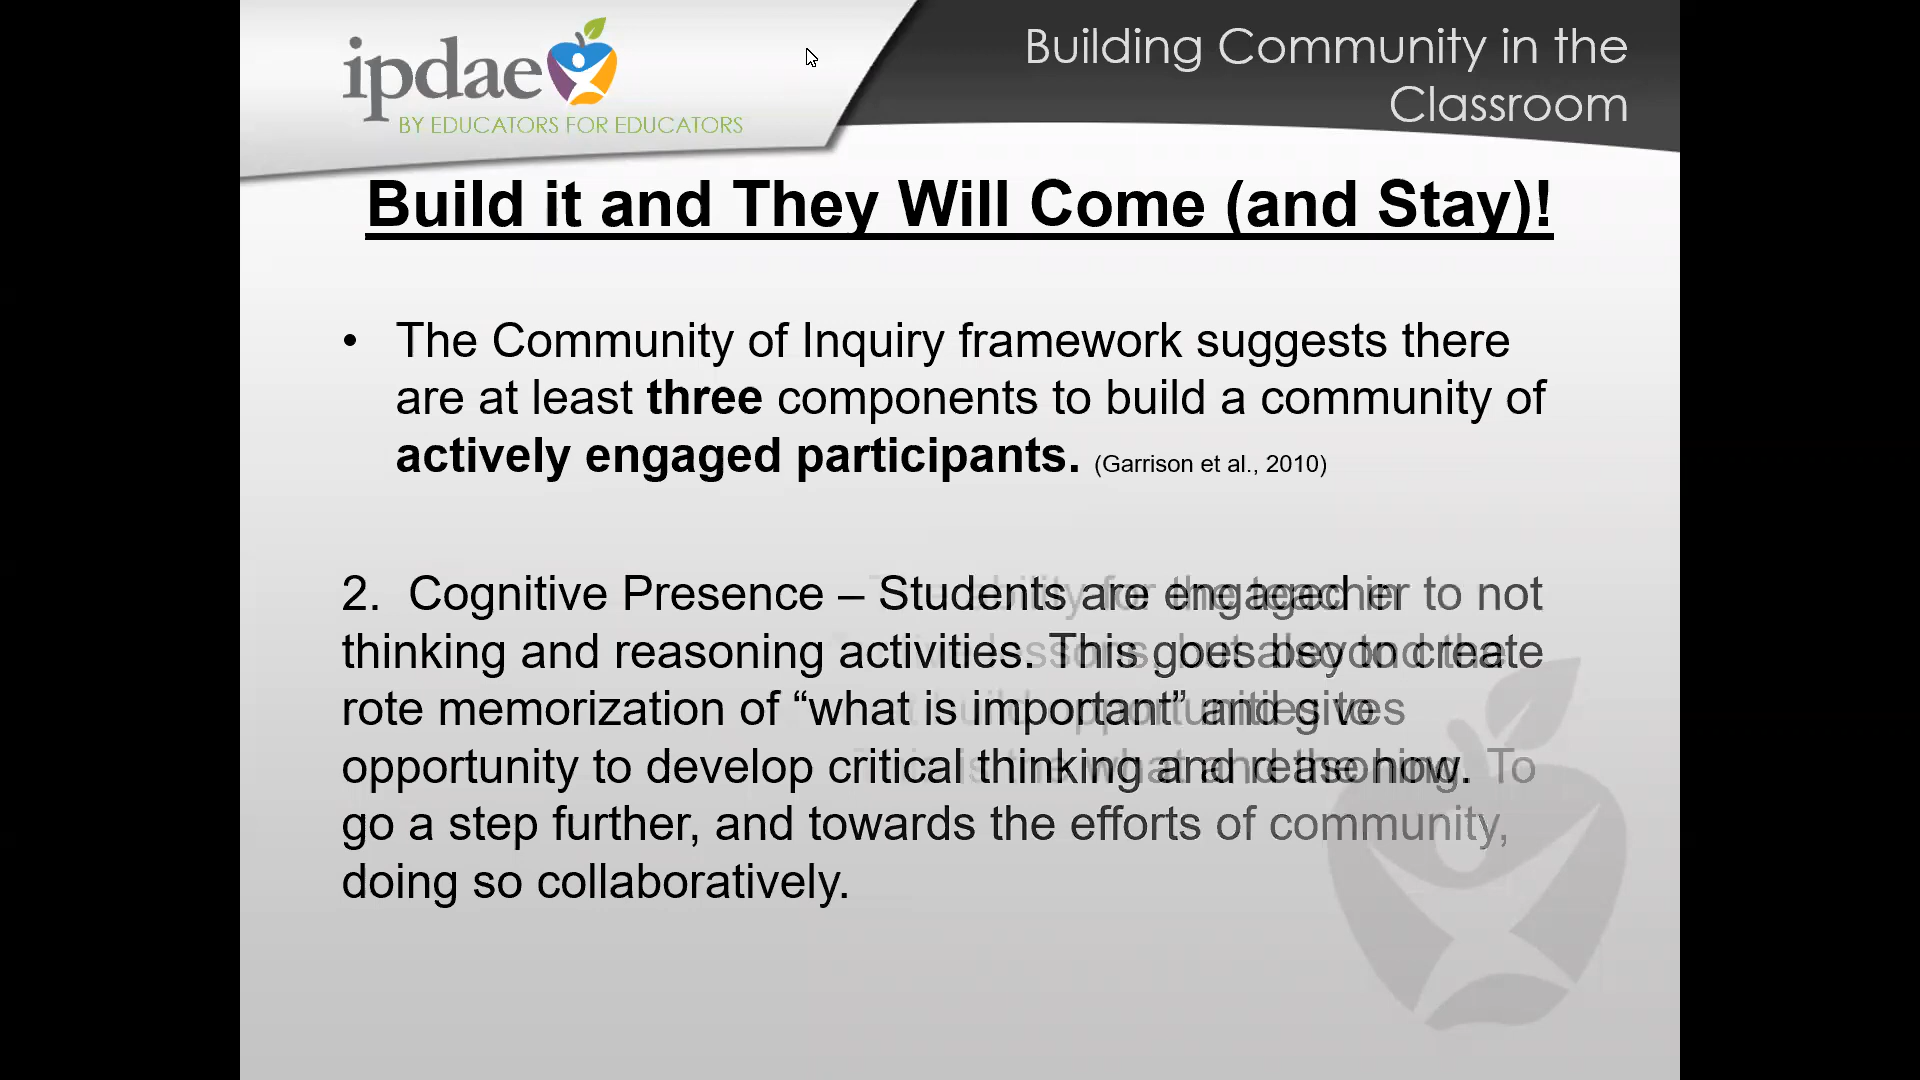 ipdae
BY EDUCATORS FOR EDUCATORS
Building Community in the
Classroom
Build it and They Will Come (and Stay)!
• The Community of Inquiry framework suggests there
are at least three components to build a community of
actively engaged participants. (Garrison et al., 2010)
2. Cognitive Presence – Students are engaged in
thinking and reasoning activities. This goes beyond the
rote memorization of “what is important” and gives
opportunity to develop critical thinking and reasoning. To
go a step further, and towards the efforts of community,
doing so collaboratively.